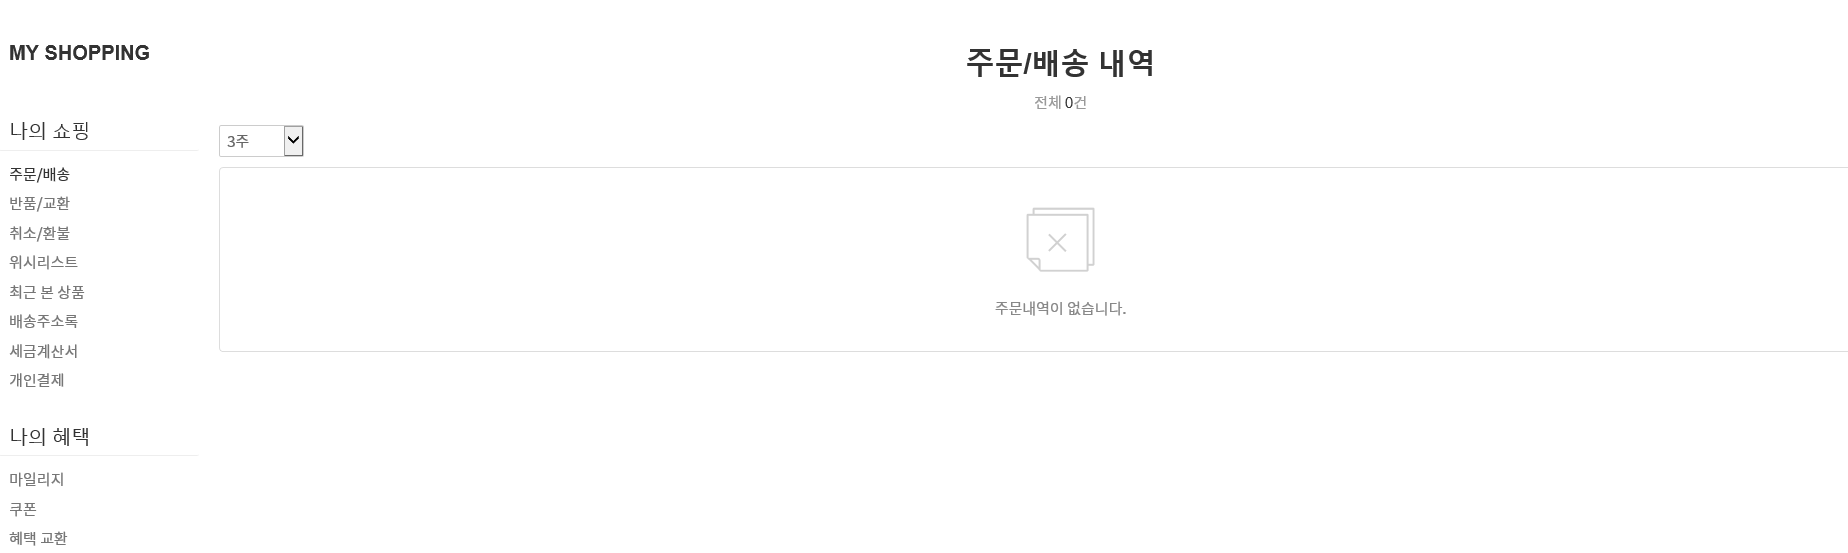 MY SHOPPING
나의 쇼핑
주문/배송
반품/교환
취소/환불
위시리스트
최근 본 상품
배송주소록
세금계산서
개인결제
나의 혜택
마일리지
쿠폰
혜택 교환
주문/배송 내역
전체 0건
3주
주문내역이 없습니다.